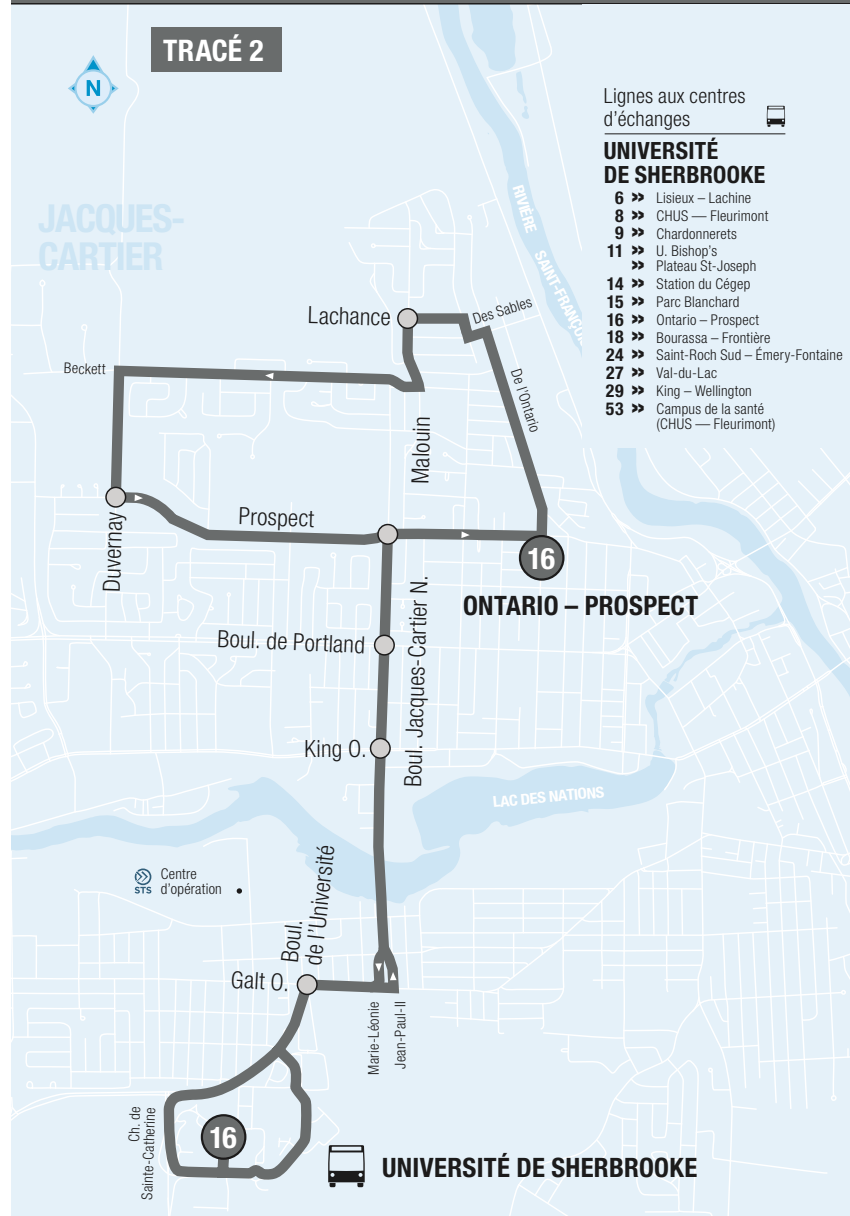 TRACÉ 2
N
Lignes aux centres
d'échanges
UNIVERSITÉ
DE SHERBROOKE
6 » Lisieux – Lachine
8 » CHUS — Fleurimont
9 » Chardonnerets
11 » U. Bishop's
» Plateau St-Joseph
14 » Station du Cégep
15 » Parc Blanchard
16 » Ontario – Prospect
18 » Bourassa – Frontière
24 » Saint-Roch Sud – Émery-Fontaine
27 » Val-du-Lac
29 » King – Wellington
53 » Campus de la santé
(CHUS — Fleurimont)
JACQUES-
CARTIER
RIVIÈRE SAINT-FRANÇOI
Lachance
Des Sables
Beckett
De l'Ontario
Malouin
Duvernay
Prospect
16
ONTARIO – PROSPECT
Boul. de Portland
Boul. Jacques-Cartier N.
King O.
LAC DES NATIONS
STS
Centre
d'opération
Boul.
de l'Université
Galt O.
Marie-Léonie
Jean-Paul-II
Ch. de
Sainte-Catherine
16
UNIVERSITÉ DE SHERBROOKE